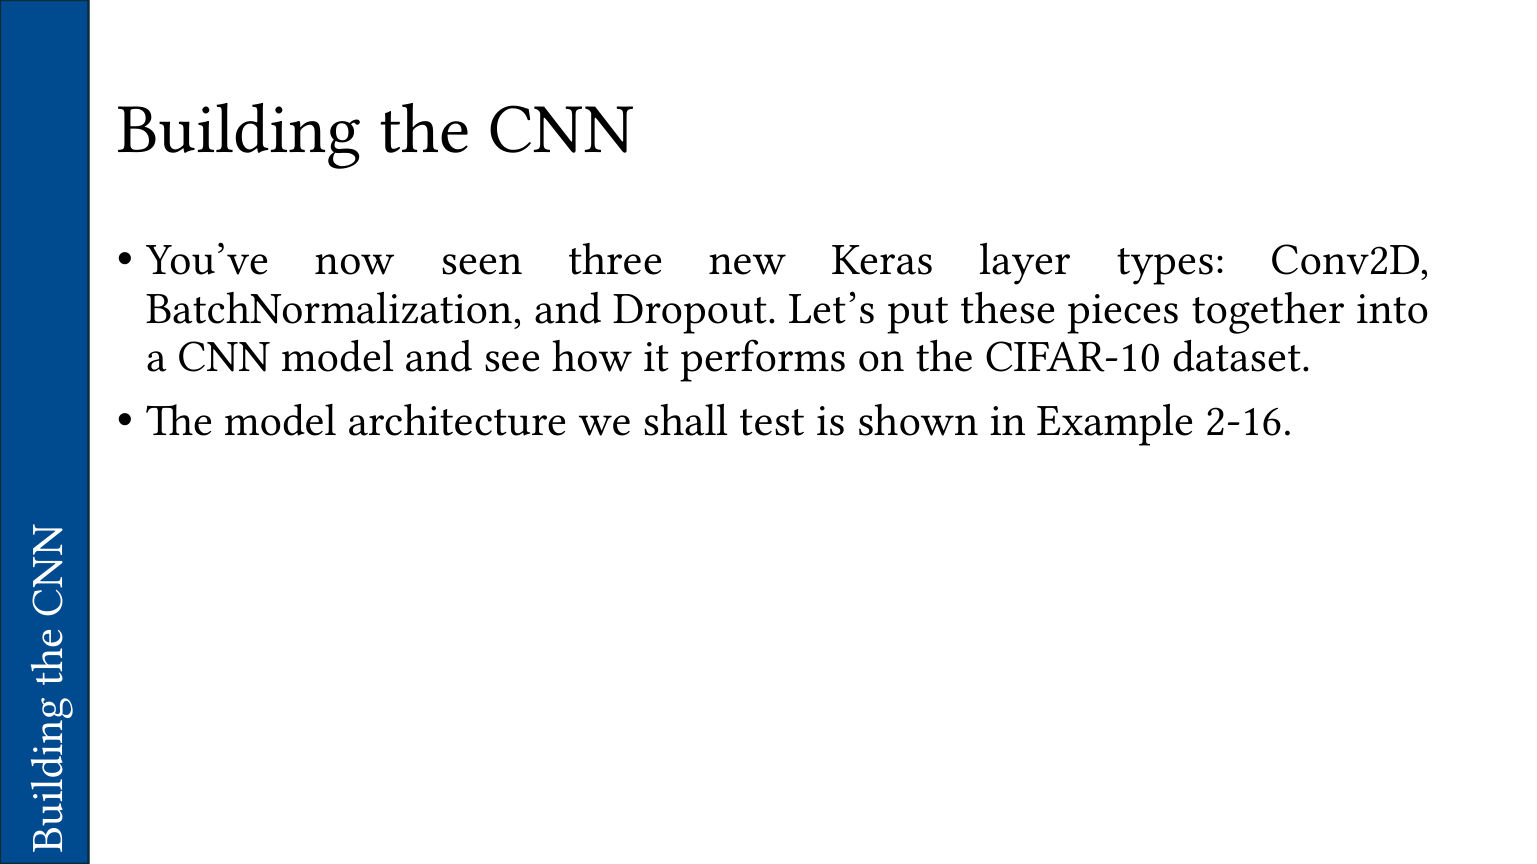 Building the CNN
• You’ve now seen three new Keras layer types: Conv2D,
BatchNormalization, and Dropout. Let’s put these pieces together into
a CNN model and see how it performs on the CIFAR-10 dataset.
• The model architecture we shall test is shown in Example 2-16.
Building the CNN